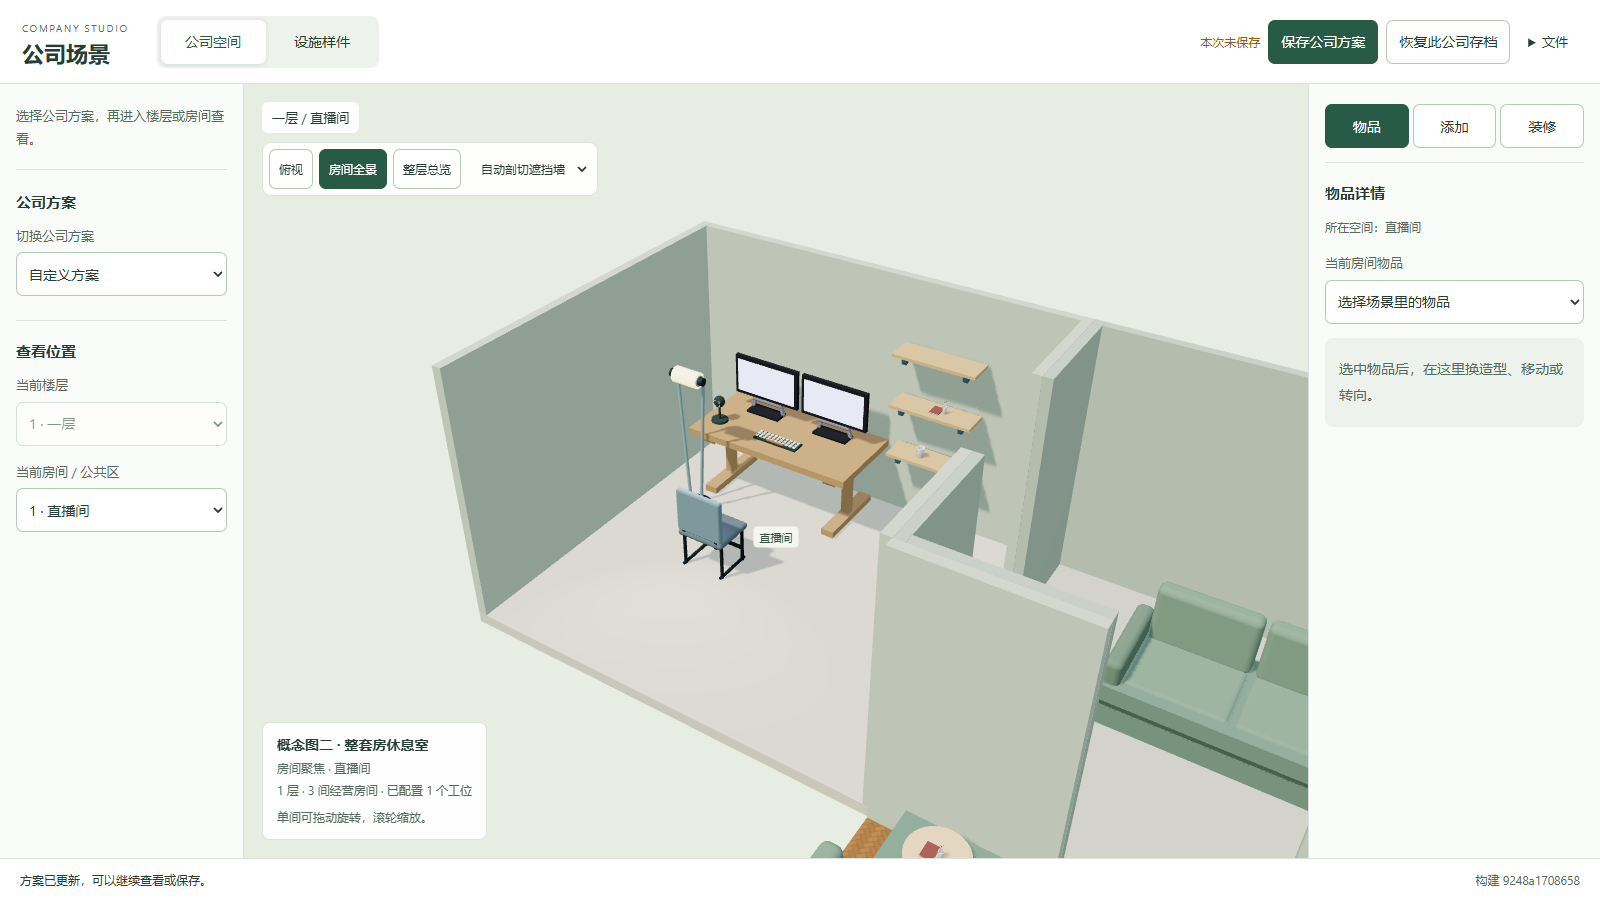 COMPANY STUDIO
公司场景
公司空间
设施样件
本次未保存
保存公司方案
恢复此公司存档
文件
选择公司方案，再进入楼层或房间查
看。
公司方案
切换公司方案
自定义方案
查看位置
当前楼层
1 · 一层
当前房间 / 公共区
1 · 直播间
一层 / 直播间
俯视
房间全景
整层总览
自动剖切遮挡墙
直播间
概念图二 · 整套房休息室
房间聚焦 · 直播间
1 层 · 3 间经营房间 · 已配置 1 个工位
单间可拖动旋转，滚轮缩放。
物品
添加
装修
物品详情
所在空间：直播间
当前房间物品
选择场景里的物品
选中物品后，在这里换造型、移动或
转向。
方案已更新，可以继续查看或保存。
构建 9248a1708658